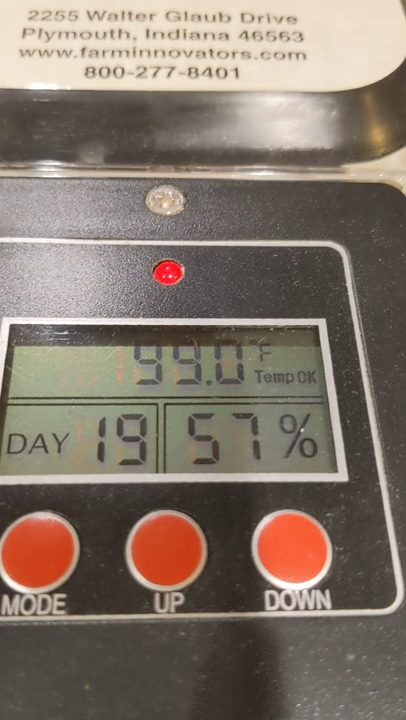 2255 Walter Glaub Drive
Plymouth, Indiana 46563
www.farminnovators.com
800-277-8401
99.0°F
Temp OK
DAY 19 57%
MODE UP DOWN